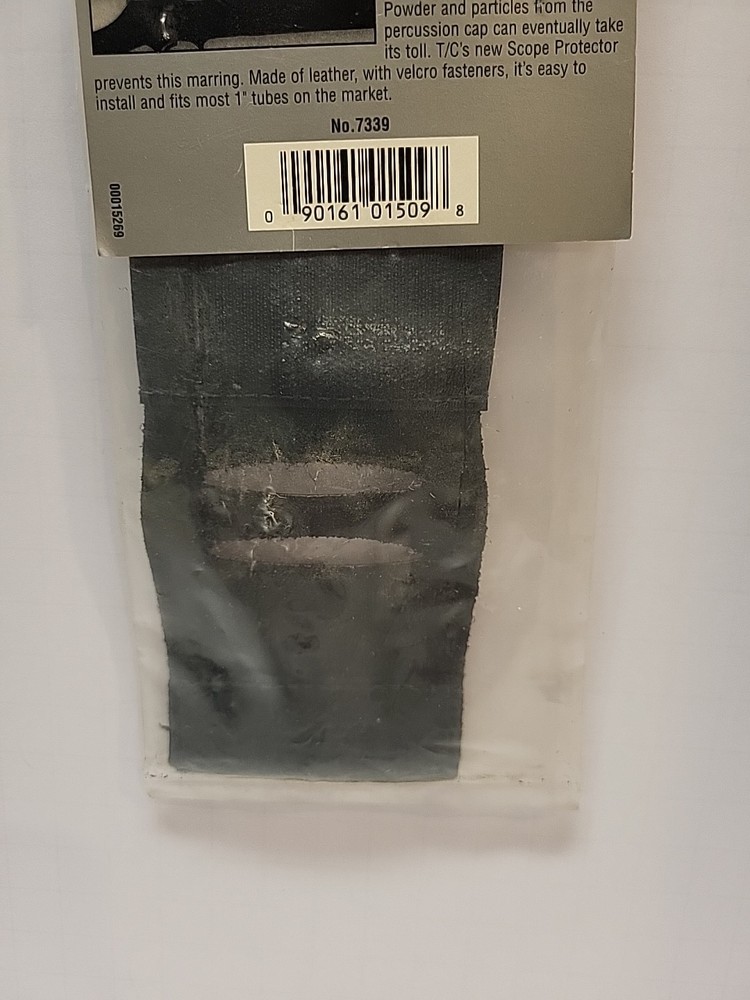 Powder and particles from the
percussion cap can eventually take
its toll. T/C's new Scope Protector
prevents this marring. Made of leather, with velcro fasteners, it's easy to
install and fits most 1" tubes on the market.
No.7339
0 90161 01509 8
00015269